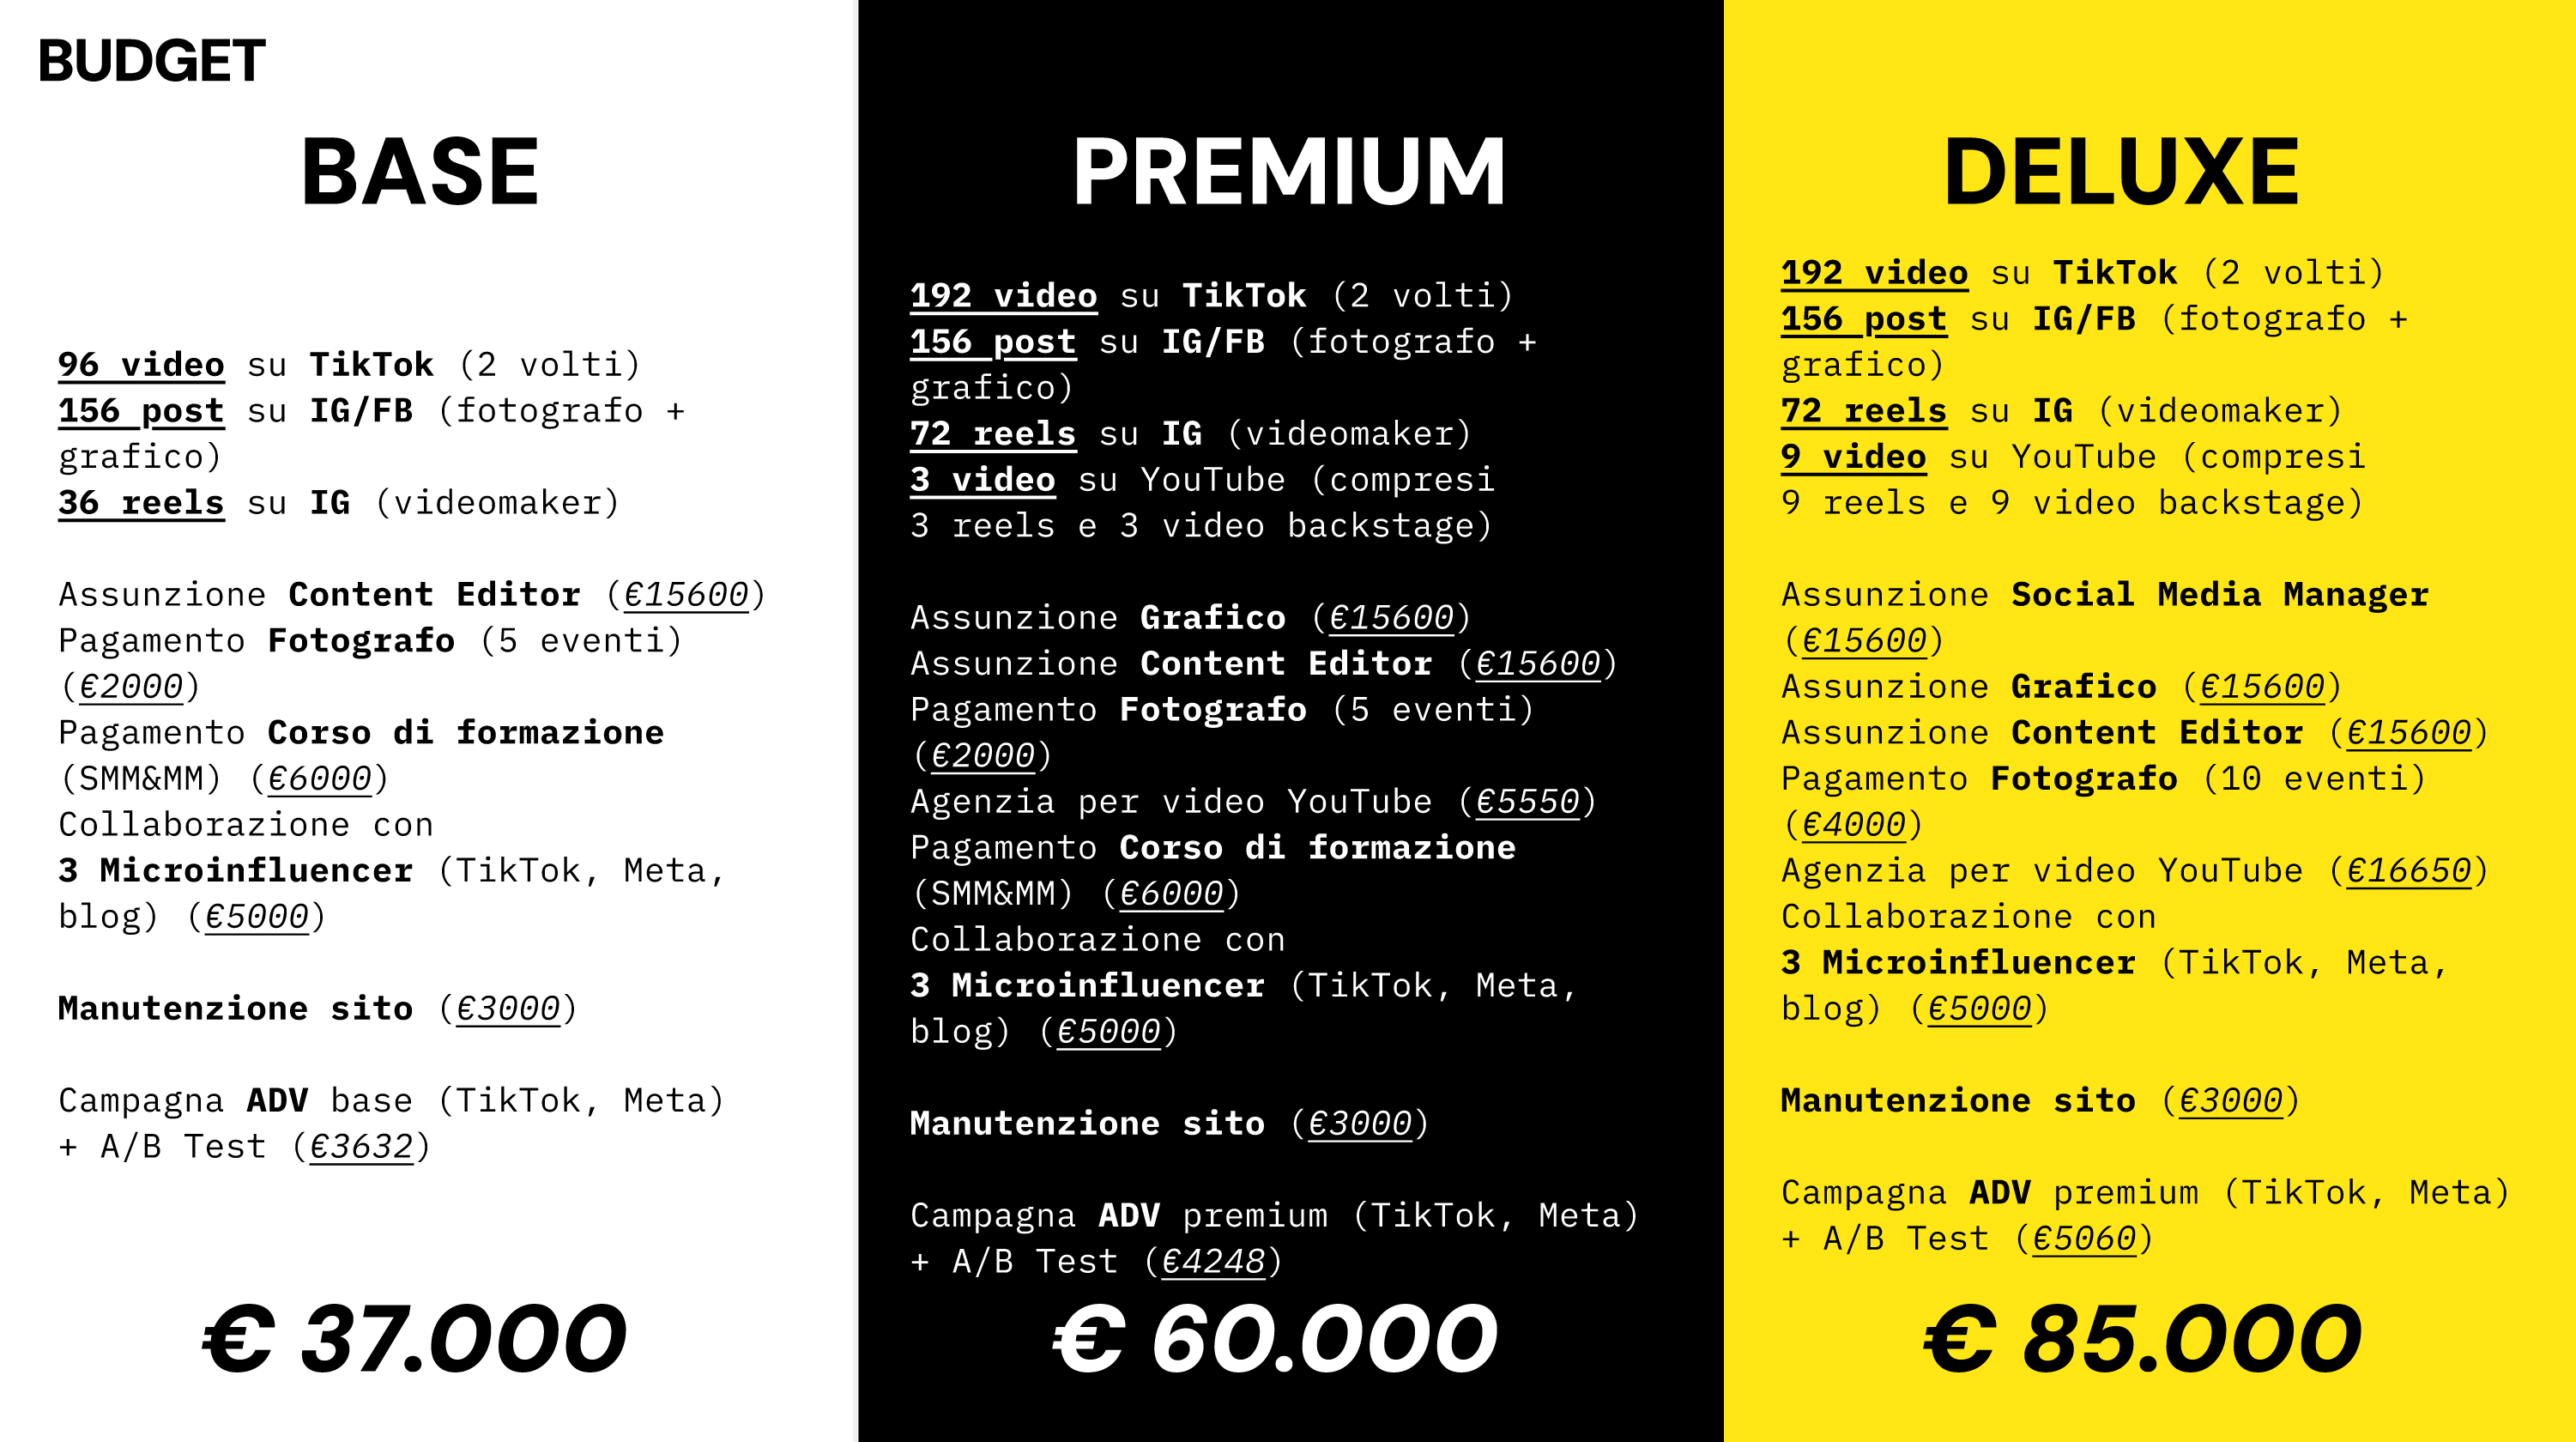 BUDGET
BASE
96 video su TikTok (2 volti)
156 post su IG/FB (fotografo +
grafico)
36 reels su IG (videomaker)
Assunzione Content Editor (€15600)
Pagamento Fotografo (5 eventi)
(€2000)
Pagamento Corso di formazione
(SMM&MM) (€6000)
Collaborazione con
3 Microinfluencer (TikTok, Meta,
blog) (€5000)
Manutenzione sito (€3000)
Campagna ADV base (TikTok, Meta)
+ A/B Test (€3632)
€ 37.000
PREMIUM
192 video su TikTok (2 volti)
156 post su IG/FB (fotografo +
grafico)
72 reels su IG (videomaker)
3 video su YouTube (compresi
3 reels e 3 video backstage)
Assunzione Grafico (€15600)
Assunzione Content Editor (€15600)
Pagamento Fotografo (5 eventi)
(€2000)
Agenzia per video YouTube (€5550)
Pagamento Corso di formazione
(SMM&MM) (€6000)
Collaborazione con
3 Microinfluencer (TikTok, Meta,
blog) (€5000)
Manutenzione sito (€3000)
Campagna ADV premium (TikTok, Meta)
+ A/B Test (€4248)
€ 60.000
DELUXE
192 video su TikTok (2 volti)
156 post su IG/FB (fotografo +
grafico)
72 reels su IG (videomaker)
9 video su YouTube (compresi
9 reels e 9 video backstage)
Assunzione Social Media Manager
(€15600)
Assunzione Grafico (€15600)
Assunzione Content Editor (€15600)
Pagamento Fotografo (10 eventi)
(€4000)
Agenzia per video YouTube (€16650)
Collaborazione con
3 Microinfluencer (TikTok, Meta,
blog) (€5000)
Manutenzione sito (€3000)
Campagna ADV premium (TikTok, Meta)
+ A/B Test (€5060)
€ 85.000